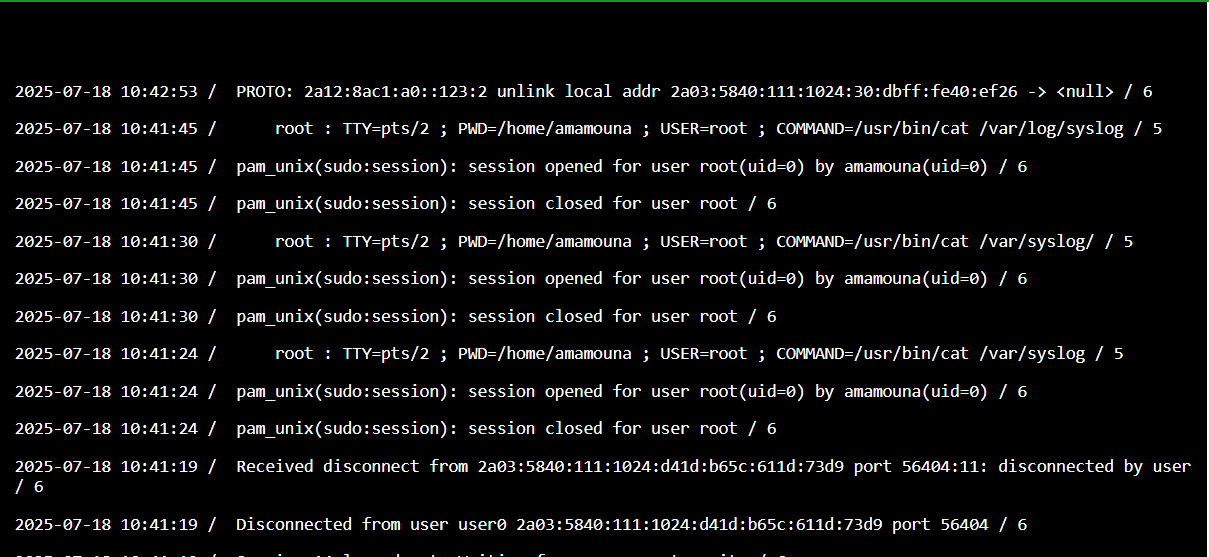 2025-07-18 10:42:53 /  PROTO: 2a12:8ac1:a0::123:2 unlink local addr 2a03:5840:111:1024:30:dbff:fe40:ef26 -> <null> / 6
2025-07-18 10:41:45 /      root : TTY=pts/2 ; PWD=/home/amamouna ; USER=root ; COMMAND=/usr/bin/cat /var/log/syslog / 5
2025-07-18 10:41:45 /  pam_unix(sudo:session): session opened for user root(uid=0) by amamouna(uid=0) / 6
2025-07-18 10:41:45 /  pam_unix(sudo:session): session closed for user root / 6
2025-07-18 10:41:30 /      root : TTY=pts/2 ; PWD=/home/amamouna ; USER=root ; COMMAND=/usr/bin/cat /var/syslog/ / 5
2025-07-18 10:41:30 /  pam_unix(sudo:session): session opened for user root(uid=0) by amamouna(uid=0) / 6
2025-07-18 10:41:30 /  pam_unix(sudo:session): session closed for user root / 6
2025-07-18 10:41:24 /      root : TTY=pts/2 ; PWD=/home/amamouna ; USER=root ; COMMAND=/usr/bin/cat /var/syslog / 5
2025-07-18 10:41:24 /  pam_unix(sudo:session): session opened for user root(uid=0) by amamouna(uid=0) / 6
2025-07-18 10:41:24 /  pam_unix(sudo:session): session closed for user root / 6
2025-07-18 10:41:19 /  Received disconnect from 2a03:5840:111:1024:d41d:b65c:611d:73d9 port 56404:11: disconnected by user
/ 6
2025-07-18 10:41:19 /  Disconnected from user user0 2a03:5840:111:1024:d41d:b65c:611d:73d9 port 56404 / 6